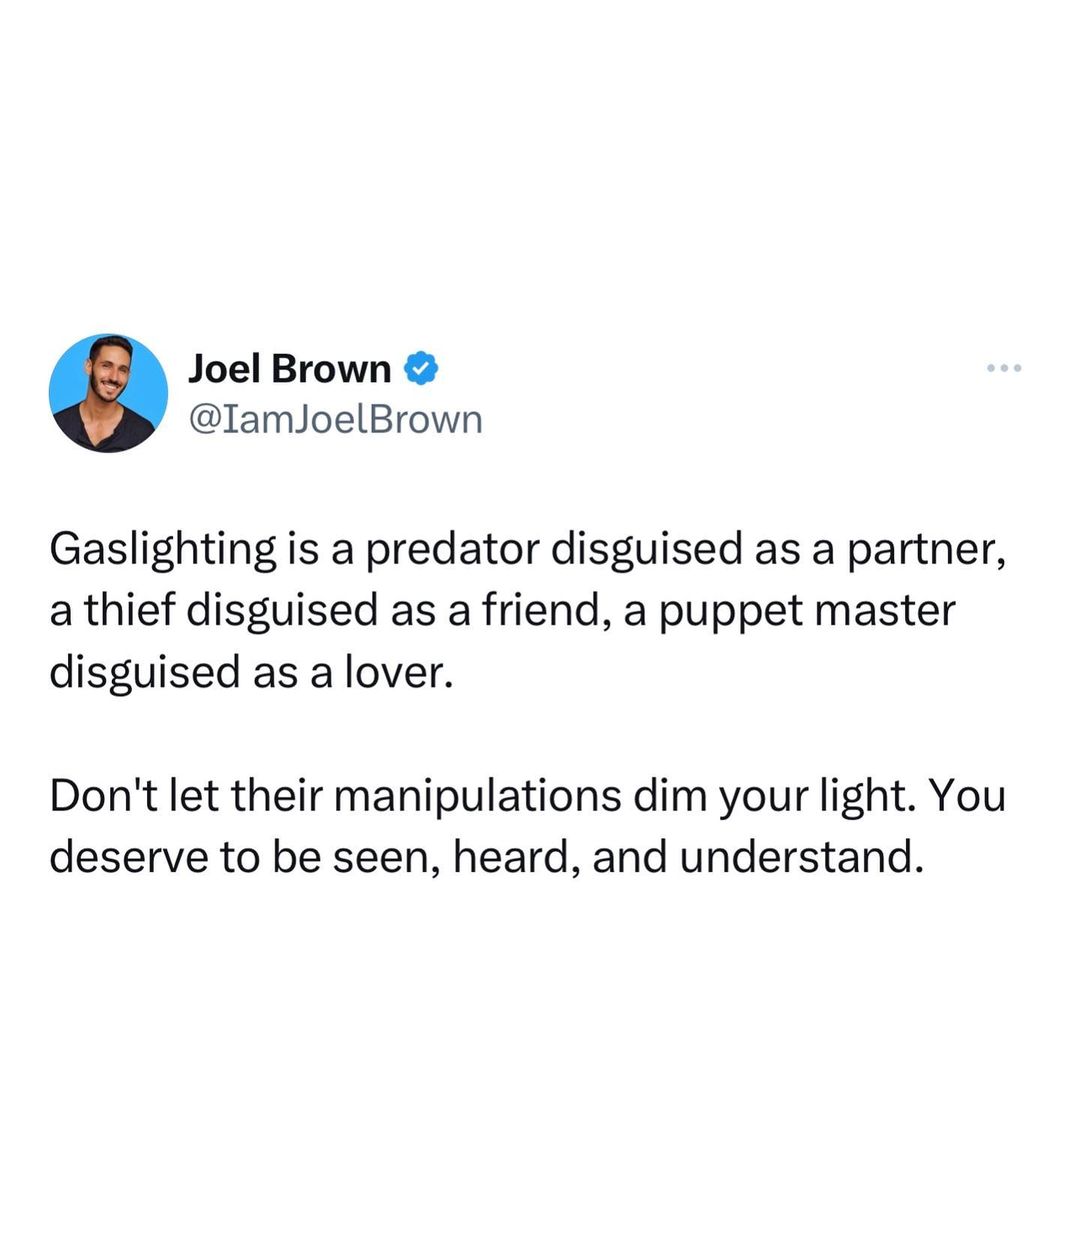 Joel Brown
@IamJoelBrown
Gaslighting is a predator disguised as a partner,
a thief disguised as a friend, a puppet master
disguised as a lover.
Don't let their manipulations dim your light. You
deserve to be seen, heard, and understand.